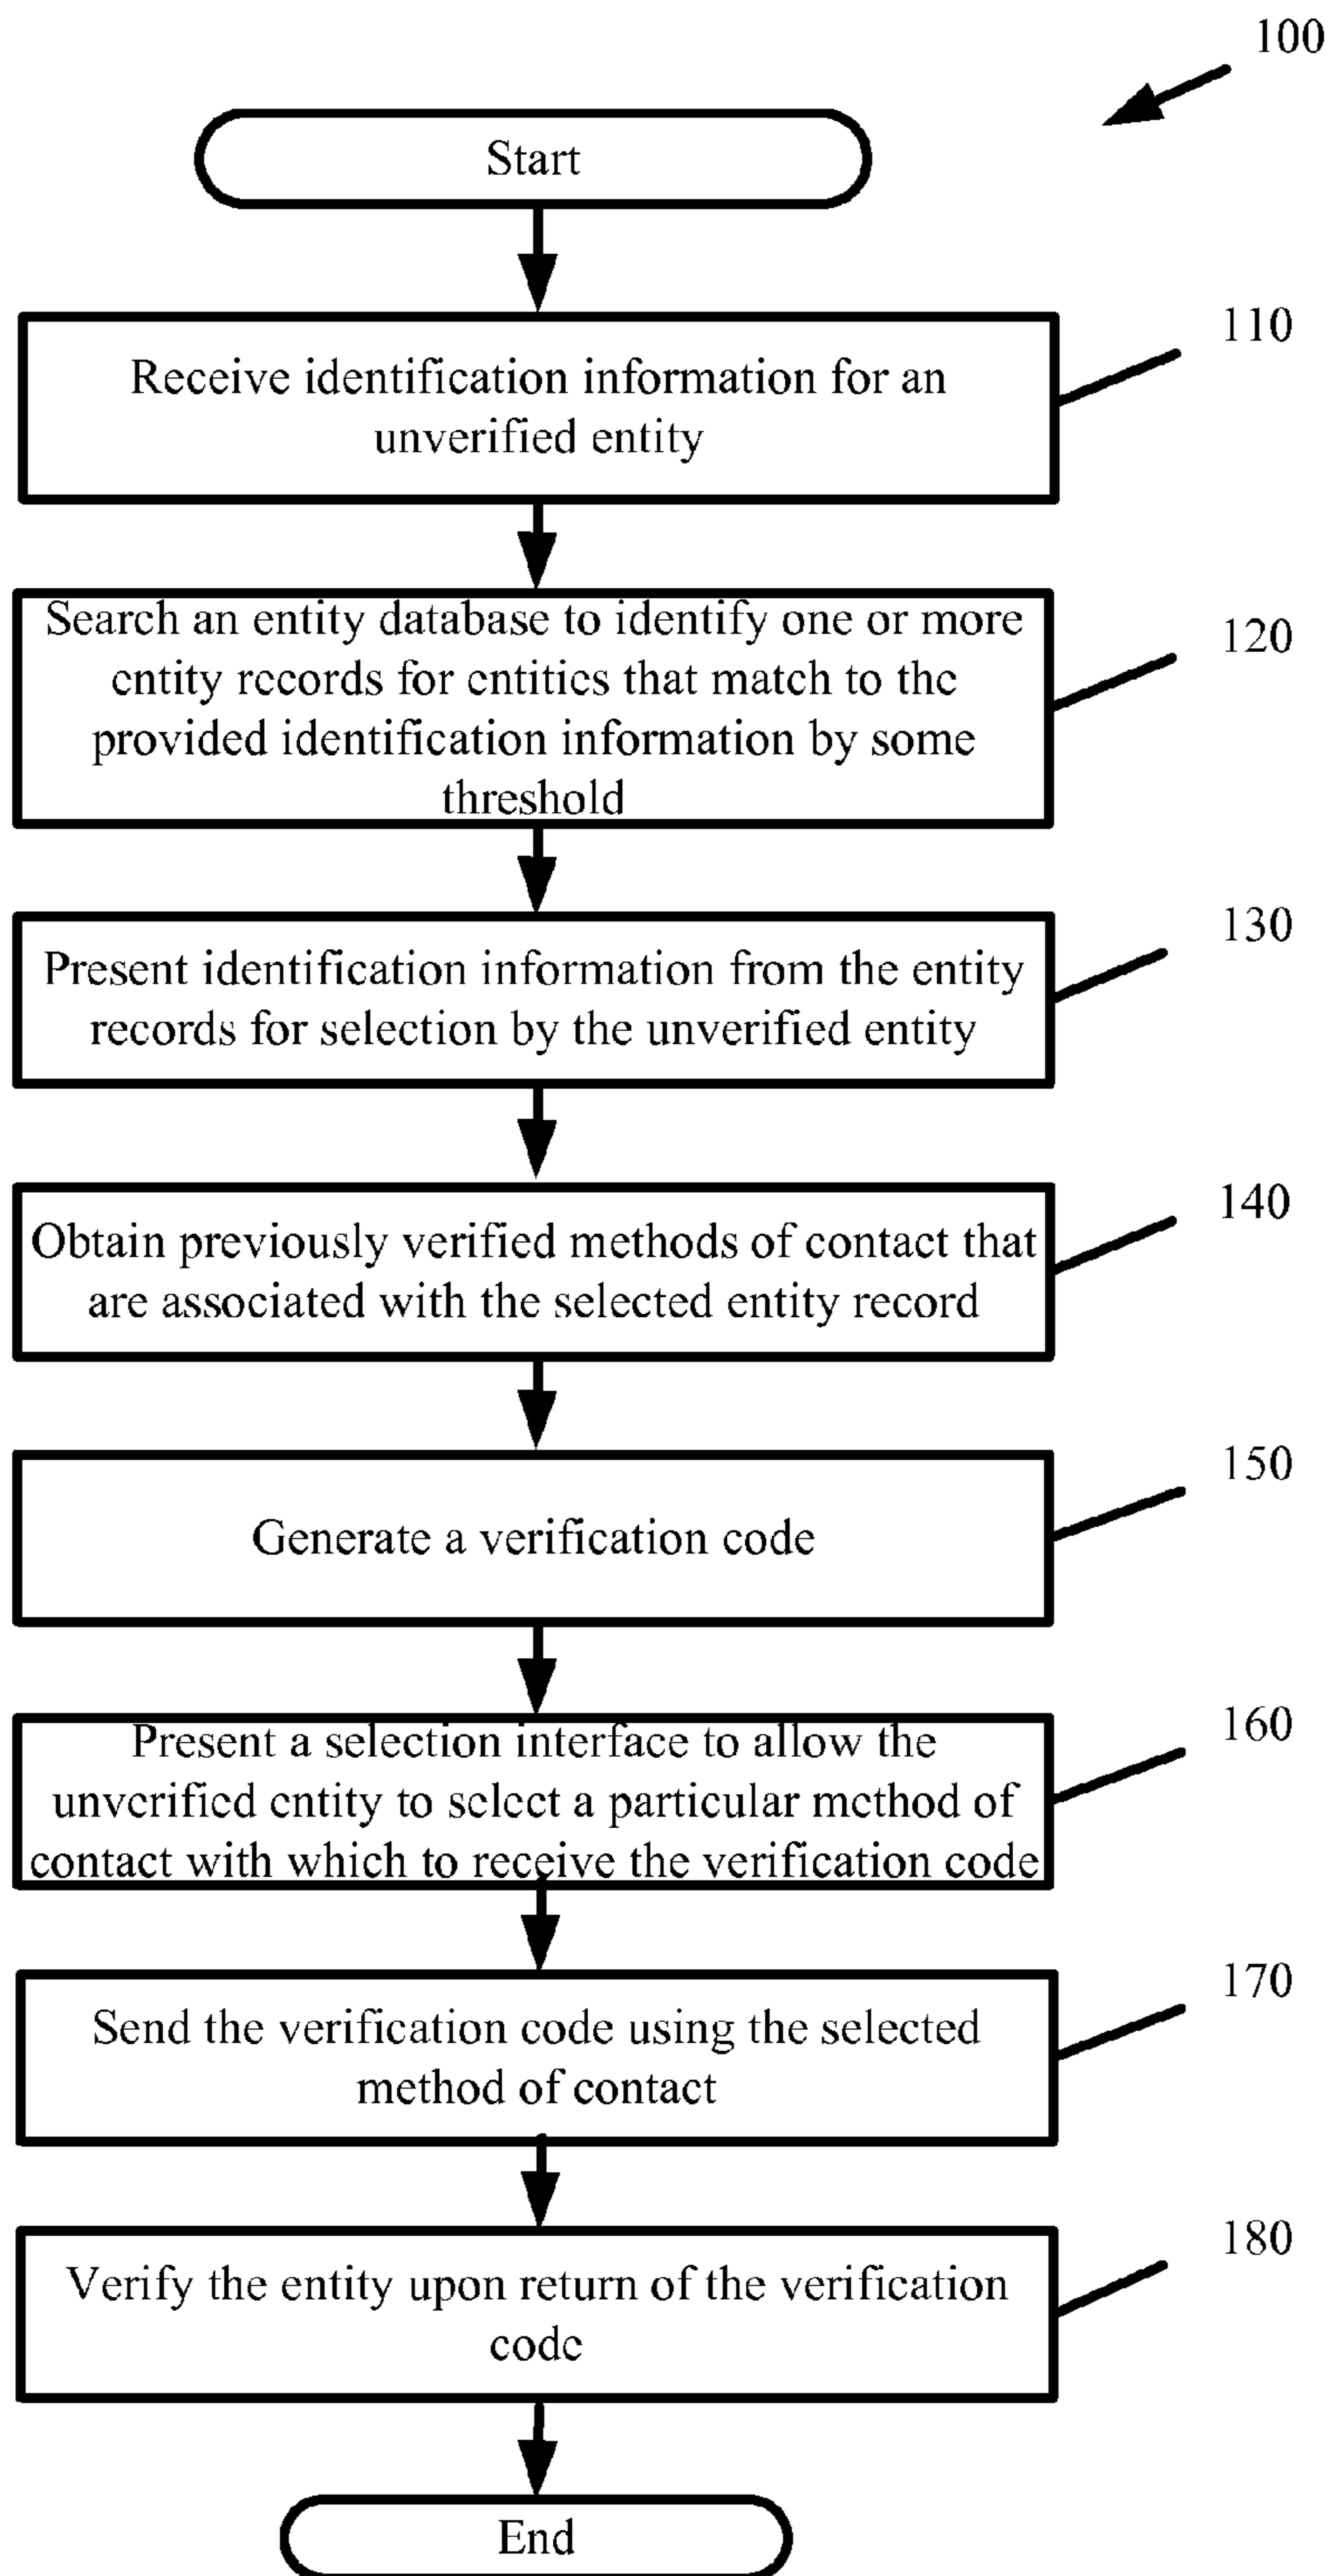 100
Start
110
Receive identification information for an
unverified entity
120
Search an entity database to identify one or more
entity records for entities that match to the
provided identification information by some
threshold
130
Present identification information from the entity
records for selection by the unverified entity
140
Obtain previously verified methods of contact that
are associated with the selected entity record
150
Generate a verification code
160
Present a selection interface to allow the
unverified entity to select a particular method of
contact with which to receive the verification code
170
Send the verification code using the selected
method of contact
180
Verify the entity upon return of the verification
code
End